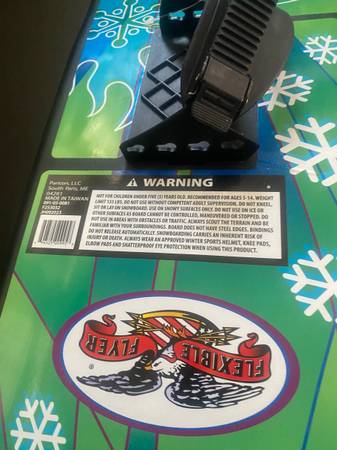 Paricon, LLC
South Paris, ME
04281
MADE IN TAIWAN
⚠ WARNING
NOT FOR CHILDREN UNDER FIVE (5) YEARS OLD. RECOMMENDED FOR AGES 5-14. WEIGHT
LIMIT 133 LBS. DO NOT USE WITHOUT COMPETENT ADULT SUPERVISION. DO NOT KNEEL,
SIT OR LAY ON SNOWBOARD. USE ON SNOWY SURFACES ONLY. DO NOT USE ON ICE OR
OTHER SURFACES AS BOARD CANNOT BE CONTROLLED, MANEUVERED OR STOPPED. DO
NOT USE IN AREAS WITH OBSTACLES OR TRAFFIC. ALWAYS SCOUT THE TERRAIN AND BE
FAMILIAR WITH YOUR SURROUNDINGS. BOARD DOES NOT HAVE STEEL EDGES. BINDINGS
DO NOT RELEASE AUTOMATICALLY. SNOWBOARDING CARRIES AN INHERENT RISK OF
INJURY OR DEATH. ALWAYS WEAR AN APPROVED WINTER SPORTS HELMET, KNEE PADS,
ELBOW PADS AND SHATTERPROOF EYE PROTECTION WHEN USING THIS PRODUCT.
FLEXIBLE
FLYER
®